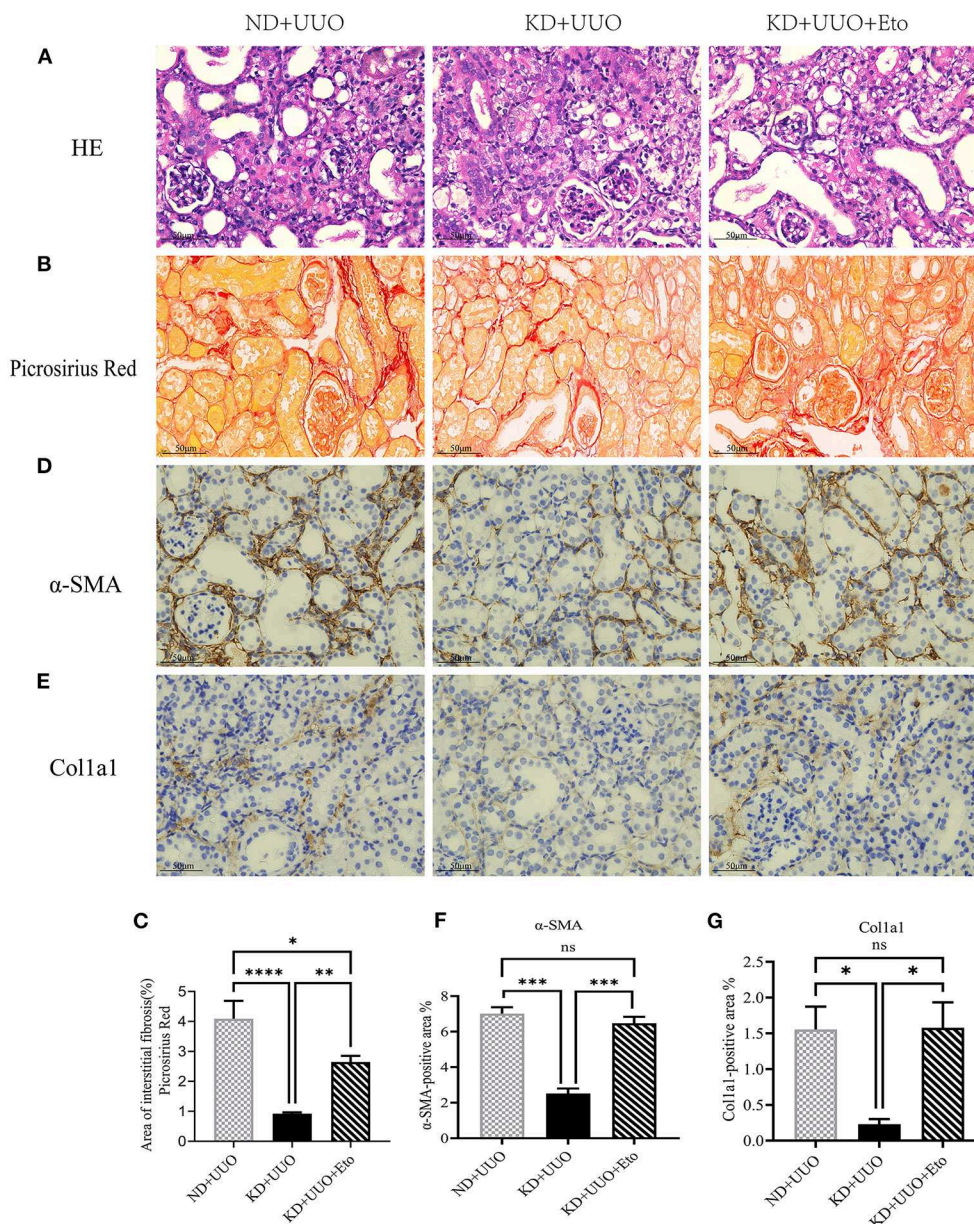 ND+UUO KD+UUO KD+UUO+Eto
A
HE
50μm 50μm 50μm
B
Picrosirius Red
50μm 50μm 50μm
D
α-SMA
50μm 50μm 50μm
E
Col1a1
50μm 50μm 50μm
C
*
**** **
Area of interstitial fibrosis(%)
Picrosirius Red
5
4
3
2
1
0
ND+UUO KD+UUO KD+UUO+Eto
F
α-SMA
ns
*** ***
α-SMA-positive area %
8
6
4
2
0
ND+UUO KD+UUO KD+UUO+Eto
G
Col1a1
ns
* *
Col1a1-positive area %
2.0
1.5
1.0
0.5
0.0
ND+UUO KD+UUO KD+UUO+Eto